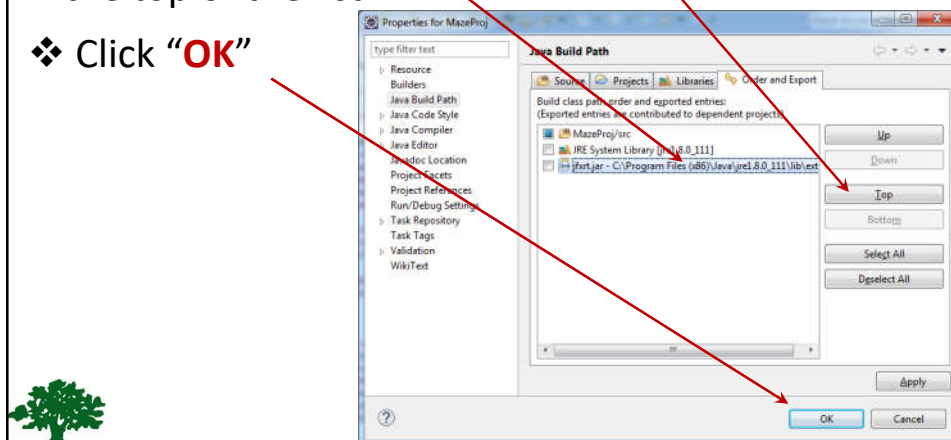 ❖ Click “OK”
Properties for MazeProj
type filter text
Resource
Builders
Java Build Path
Java Code Style
Java Compiler
Java Editor
Javadoc Location
Project Facets
Project References
Run/Debug Settings
Task Repository
Task Tags
Validation
WikiText
Java Build Path
Source Projects Libraries Order and Export
Build class path order and exported entries:
(Exported entries are contributed to dependent projects)
MazeProj/src
JRE System Library [jre1.8.0_111]
jfxrt.jar - C:\Program Files (x86)\Java\jre1.8.0_111\lib\ext
Up
Down
Top
Bottom
Select All
Deselect All
Apply
OK Cancel